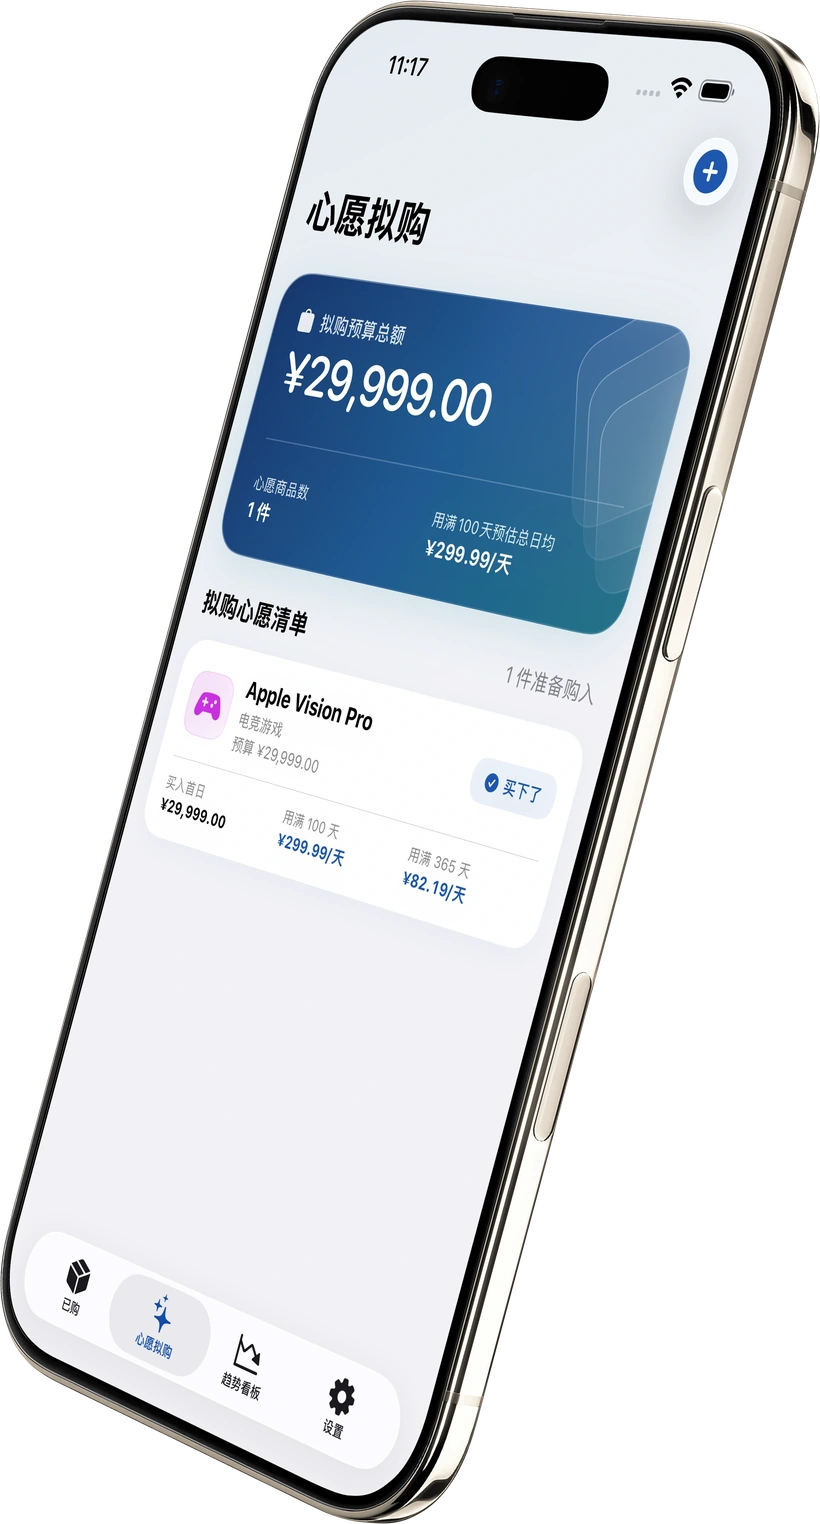 11:17
心愿拟购
拟购预算总额
¥29,999.00
心愿商品数
1 件
用满 100 天预估总日均
¥299.99/天
拟购心愿清单
1 件准备购入
Apple Vision Pro
电竞游戏
预算 ¥29,999.00
买下了
买入首日
¥29,999.00
用满 100 天
¥299.99/天
用满 365 天
¥82.19/天
已购
心愿拟购
趋势看板
设置